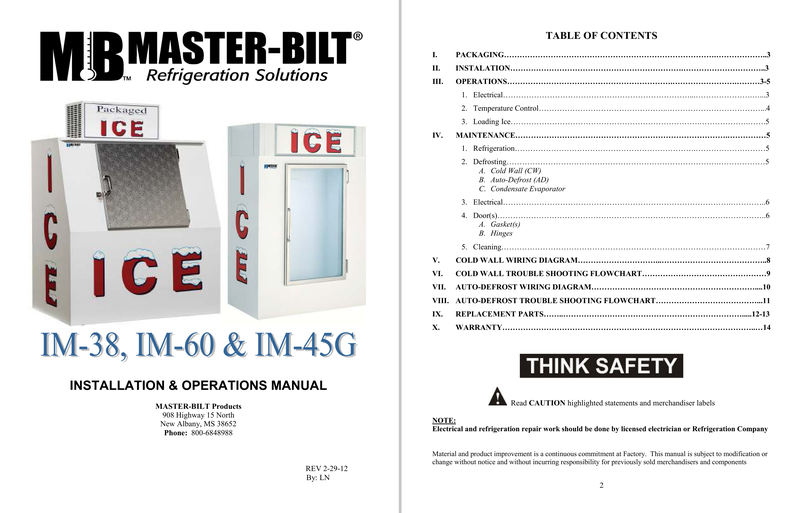 MB™ MASTER-BILT®
Refrigeration Solutions
Packaged
ICE
ICE
ICE
ICE
ICE
ICE
IM-38, IM-60 & IM-45G
INSTALLATION & OPERATIONS MANUAL
MASTER-BILT Products
908 Highway 15 North
New Albany, MS 38652
Phone: 800-6848988
REV 2-29-12
By: LN
TABLE OF CONTENTS
I. PACKAGING...3
II. INSTALATION...3
III. OPERATIONS...3-5
1. Electrical...3
2. Temperature Control...4
3. Loading Ice...5
IV. MAINTENANCE...5
1. Refrigeration...5
2. Defrosting...5
A. Cold Wall (CW)
B. Auto-Defrost (AD)
C. Condensate Evaporator
3. Electrical...6
4. Door(s)...6
A. Gasket(s)
B. Hinges
5. Cleaning...7
V. COLD WALL WIRING DIAGRAM...8
VI. COLD WALL TROUBLE SHOOTING FLOWCHART...9
VII. AUTO-DEFROST WIRING DIAGRAM...10
VIII. AUTO-DEFROST TROUBLE SHOOTING FLOWCHART...11
IX. REPLACEMENT PARTS...12-13
X. WARRANTY...14
THINK SAFETY
! Read CAUTION highlighted statements and merchandiser labels
NOTE:
Electrical and refrigeration repair work should be done by licensed electrician or Refrigeration Company
Material and product improvement is a continuous commitment at Factory. This manual is subject to modification or
change without notice and without incurring responsibility for previously sold merchandisers and components
2